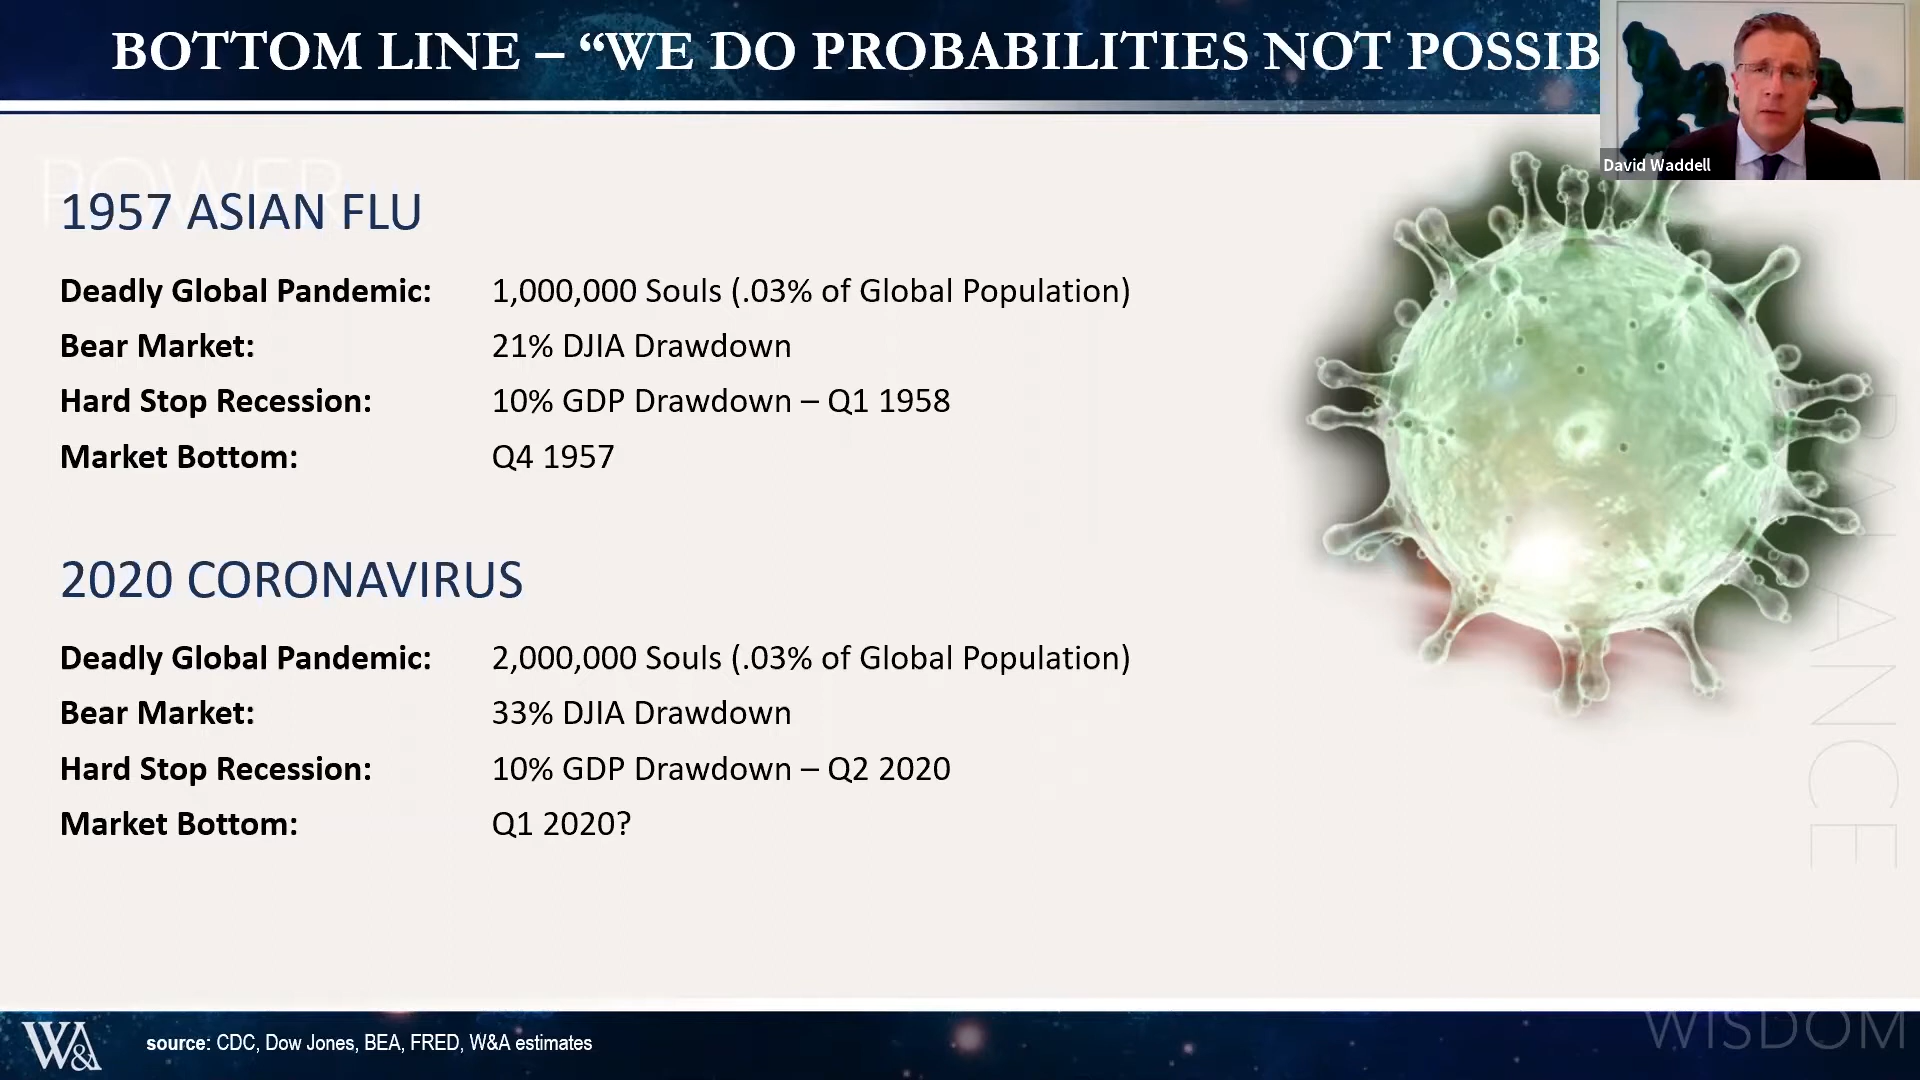 BOTTOM LINE – “WE DO PROBABILITIES NOT POSSIB
David Waddell
POWER
1957 ASIAN FLU
Deadly Global Pandemic: 1,000,000 Souls (.03% of Global Population)
Bear Market: 21% DJIA Drawdown
Hard Stop Recession: 10% GDP Drawdown – Q1 1958
Market Bottom: Q4 1957
2020 CORONAVIRUS
Deadly Global Pandemic: 2,000,000 Souls (.03% of Global Population)
Bear Market: 33% DJIA Drawdown
Hard Stop Recession: 10% GDP Drawdown – Q2 2020
Market Bottom: Q1 2020?
BALANCE
W&A
source: CDC, Dow Jones, BEA, FRED, W&A estimates
WISDOM